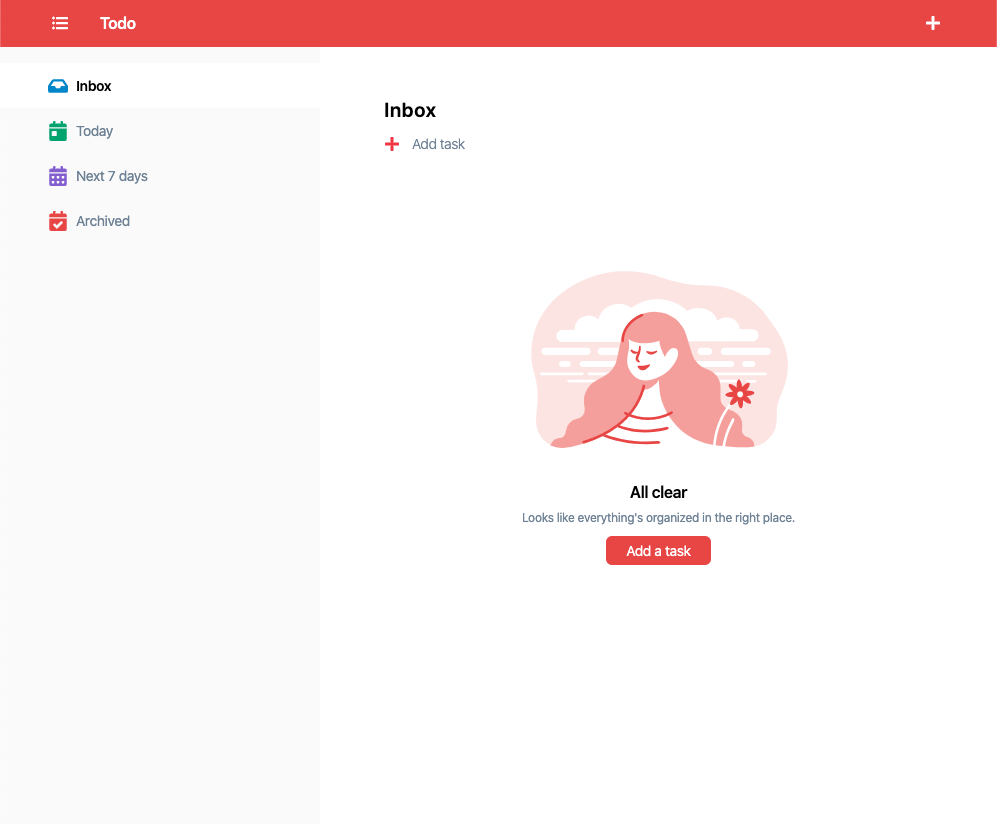 Todo
Inbox
Today
Next 7 days
Archived
Inbox
Add task
All clear
Looks like everything's organized in the right place.
Add a task